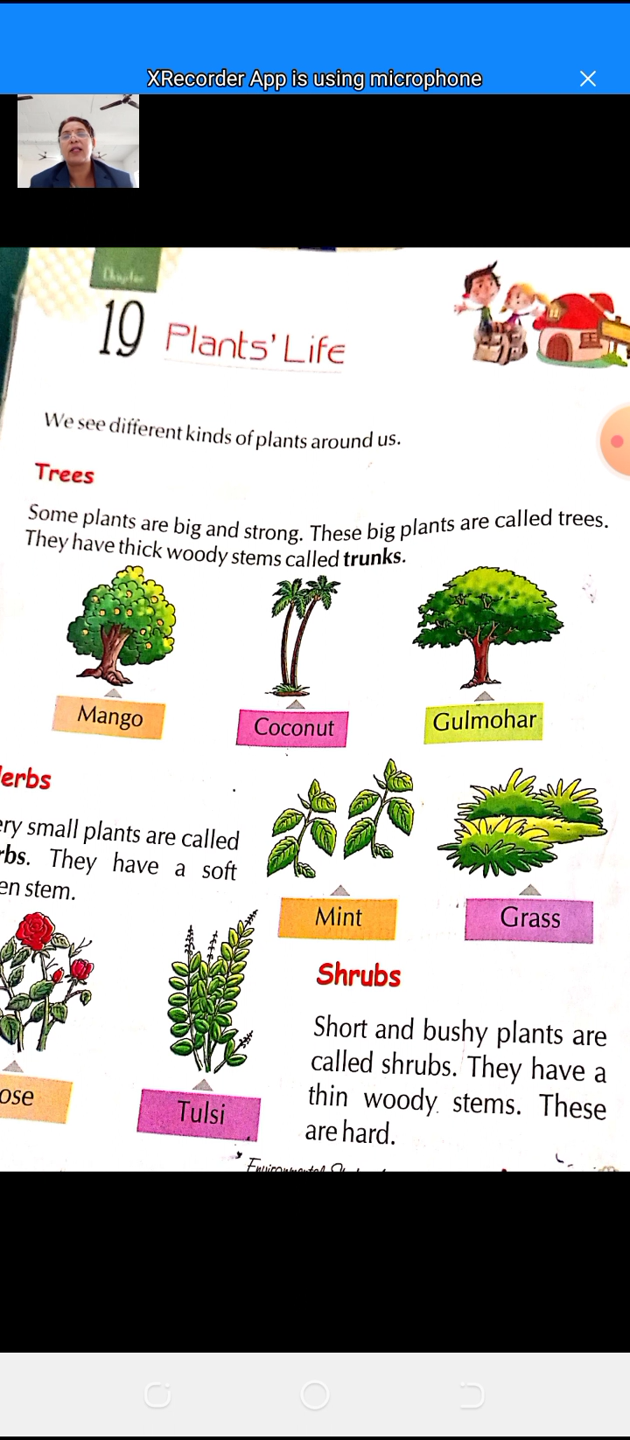 XRecorder App is using microphone
Chapter
19 Plants' Life
We see different kinds of plants around us.
Trees
Some plants are big and strong. These big plants are called trees.
They have thick woody stems called trunks.
Mango
Coconut
Gulmohar
erbs
ery small plants are called
rbs. They have a soft
en stem.
Mint
Grass
ose
Tulsi
Shrubs
Short and bushy plants are
called shrubs. They have a
thin woody stems. These
are hard.